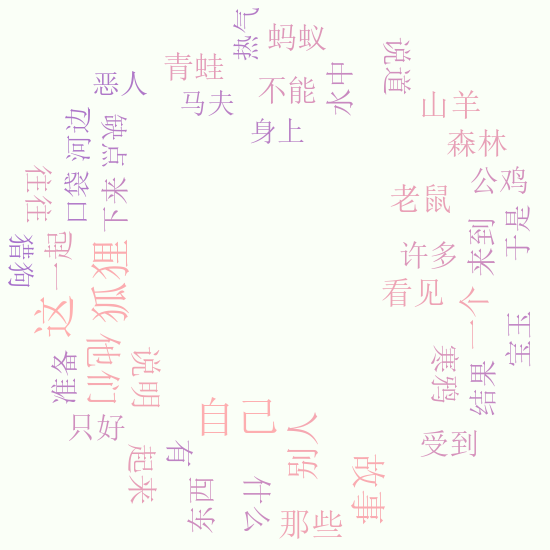 热气
蚂蚁
说道
青蛙
恶人
马夫
不能
水中
山羊
身上
森林
河边
缺点
公鸡
往往
口袋
下来
老鼠
于是
猎狗
一起
许多
来到
狐狸
看见
这
一个
宝玉
准备
他们
说明
寒鸦
结果
只好
自己
别人
受到
起来
有
故事
东西
什么
那些